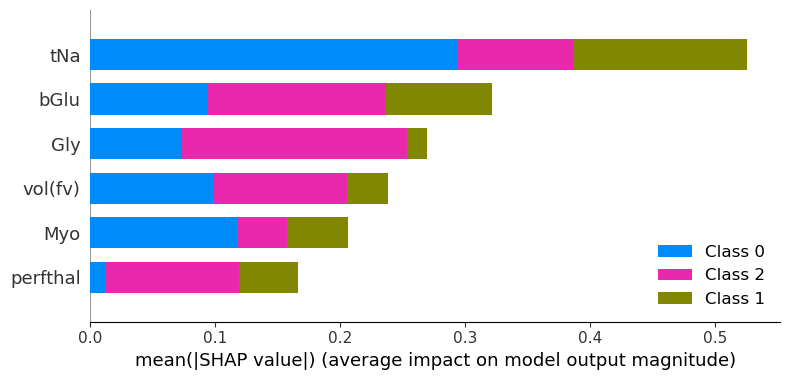 tNa
bGlu
Gly
vol(fv)
Myo
perfthal
Class 0
Class 2
Class 1
0.0 0.1 0.2 0.3 0.4 0.5
mean(|SHAP value|) (average impact on model output magnitude)